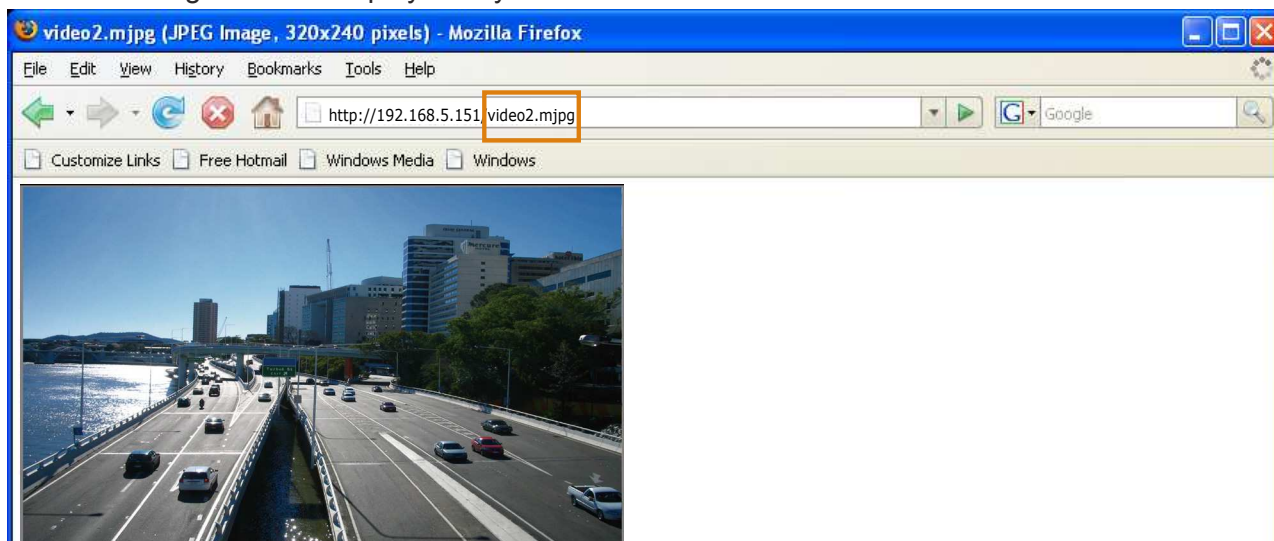 video2.mjpg (JPEG Image, 320x240 pixels) - Mozilla Firefox
File Edit View History Bookmarks Tools Help
http://192.168.5.151/video2.mjpg
G Google
Customize Links Free Hotmail Windows Media Windows
mercure